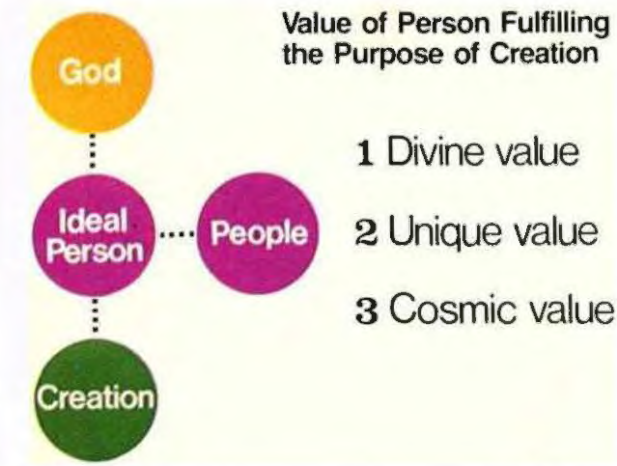 Value of Person Fulfilling
the Purpose of Creation
God
Ideal
Person
People
Creation
1 Divine value
2 Unique value
3 Cosmic value